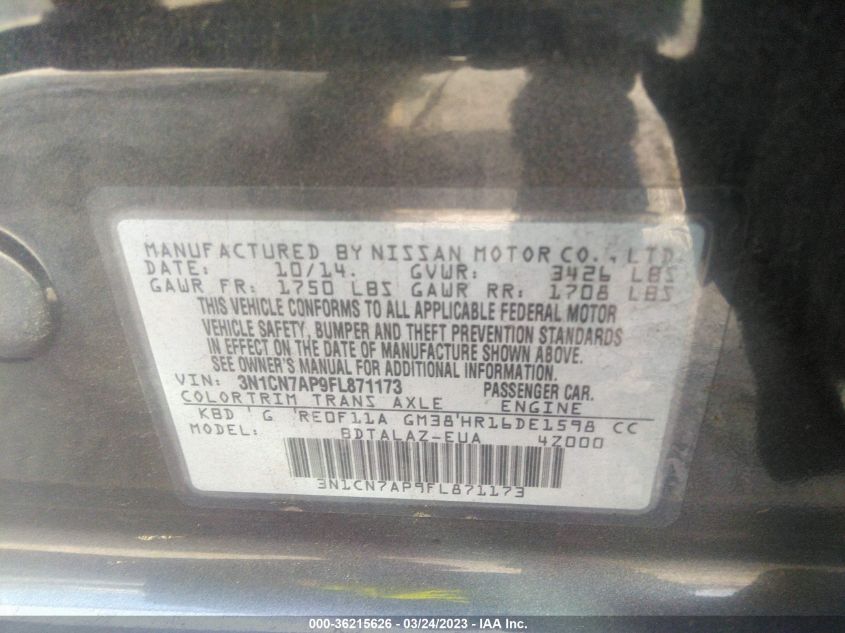 MANUFACTURED BY NISSAN MOTOR CO., LTD.
DATE: 10/14. GVWR: 3426 LBS
GAWR FR: 1750 LBS GAWR RR: 1708 LBS
THIS VEHICLE CONFORMS TO ALL APPLICABLE FEDERAL MOTOR
VEHICLE SAFETY, BUMPER AND THEFT PREVENTION STANDARDS
IN EFFECT ON THE DATE OF MANUFACTURE SHOWN ABOVE.
SEE OWNER'S MANUAL FOR ADDITIONAL INFORMATION.
VIN: 3N1CN7AP9FL871173 PASSENGER CAR.
COLOR TRIM TRANS AXLE ENGINE
KBD G RE0F11A GM38 HR16DE1598 CC
MODEL: BDTALAZ-EUA 4Z000
3N1CN7AP9FL871173
000-36215626 - 03/24/2023 - © IAA Inc.